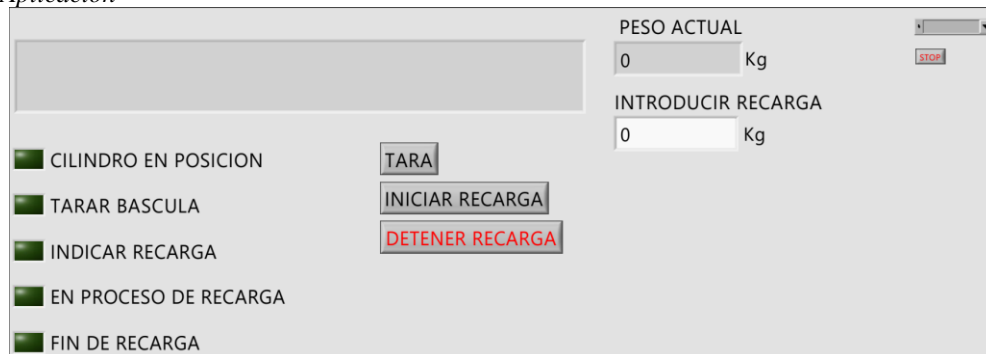 Aplicación
PESO ACTUAL
0 Kg
STOP
INTRODUCIR RECARGA
0 Kg
CILINDRO EN POSICION
TARA
TARAR BASCULA
INICIAR RECARGA
DETENER RECARGA
INDICAR RECARGA
EN PROCESO DE RECARGA
FIN DE RECARGA